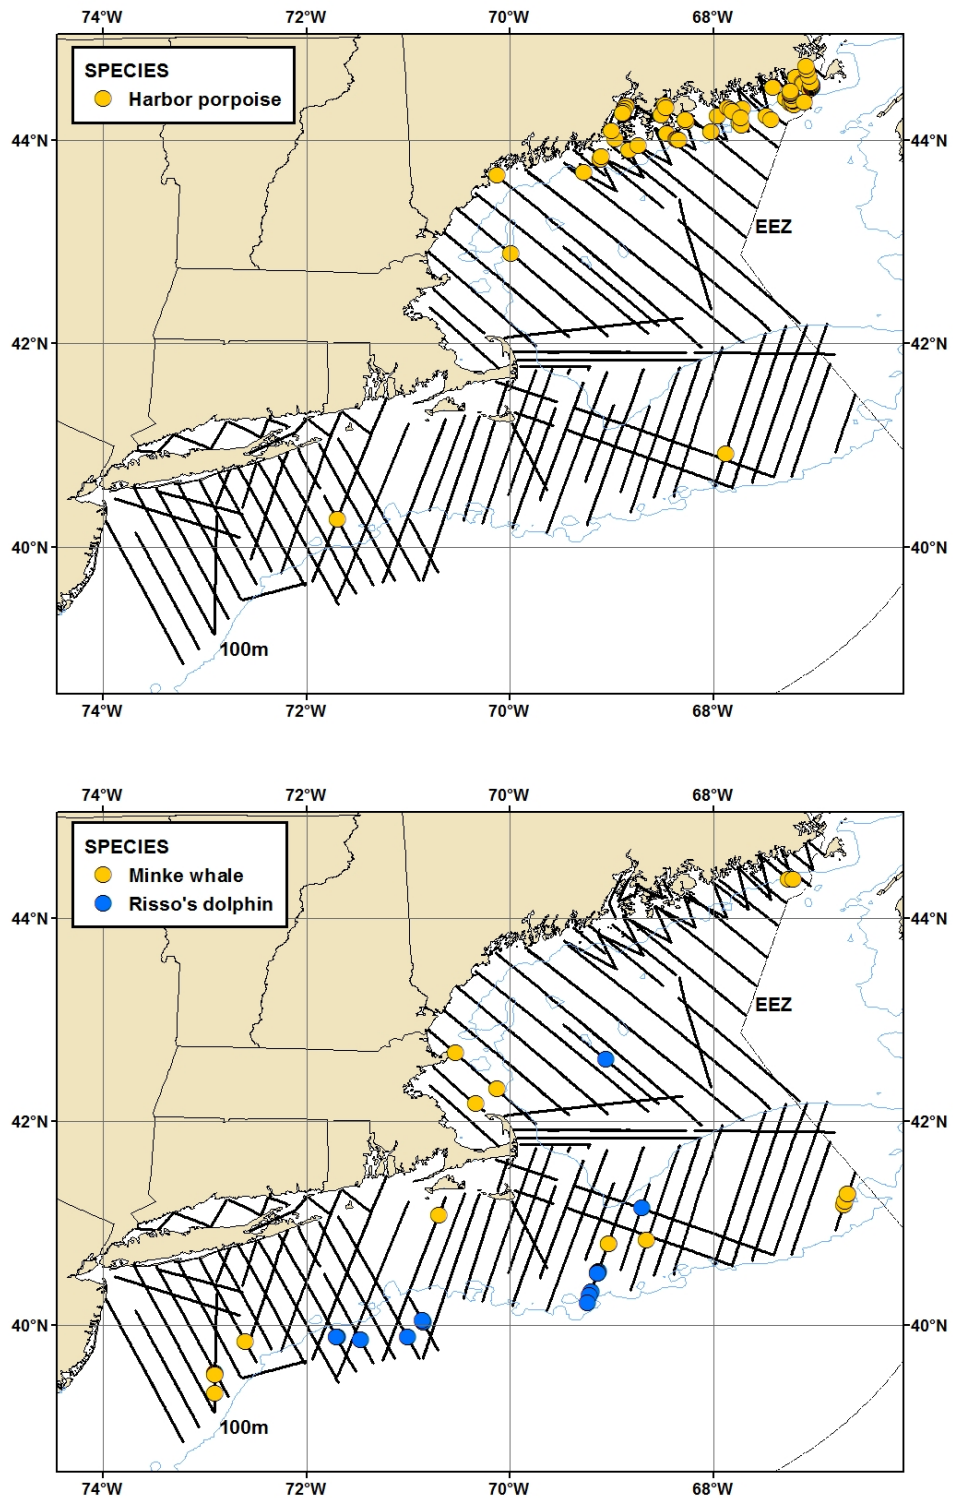 74°W 72°W 70°W 68°W
SPECIES
Harbor porpoise
44°N 44°N
EEZ
42°N 42°N
40°N 40°N
100m
74°W 72°W 70°W 68°W
74°W 72°W 70°W 68°W
SPECIES
Minke whale
Risso's dolphin
44°N 44°N
EEZ
42°N 42°N
40°N 40°N
100m
74°W 72°W 70°W 68°W